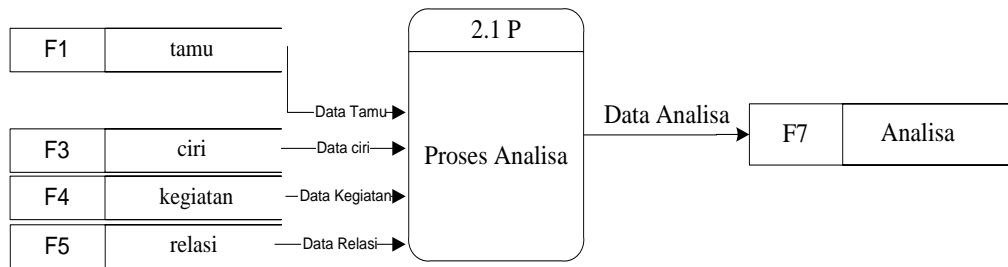 F1 tamu
Data Tamu
F3 ciri
Data ciri
F4 kegiatan
Data Kegiatan
F5 relasi
Data Relasi
2.1 P
Proses Analisa
Data Analisa
F7 Analisa